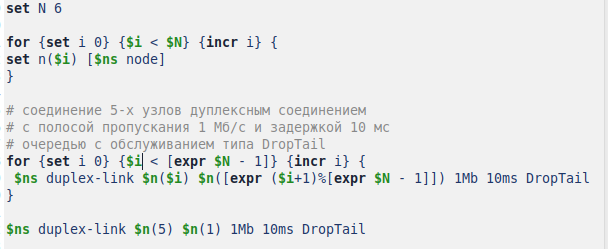 set N 6
for {set i 0} {$i < $N} {incr i} {
set n($i) [$ns node]
}
# соединение 5-х узлов дуплексным соединением
# с полосой пропускания 1 Мб/с и задержкой 10 мс
# очередью с обслуживанием типа DropTail
for {set i 0} {$i < [expr $N - 1]} {incr i} {
$ns duplex-link $n($i) $n([expr ($i+1)%[expr $N - 1]]) 1Mb 10ms DropTail
}
$ns duplex-link $n(5) $n(1) 1Mb 10ms DropTail